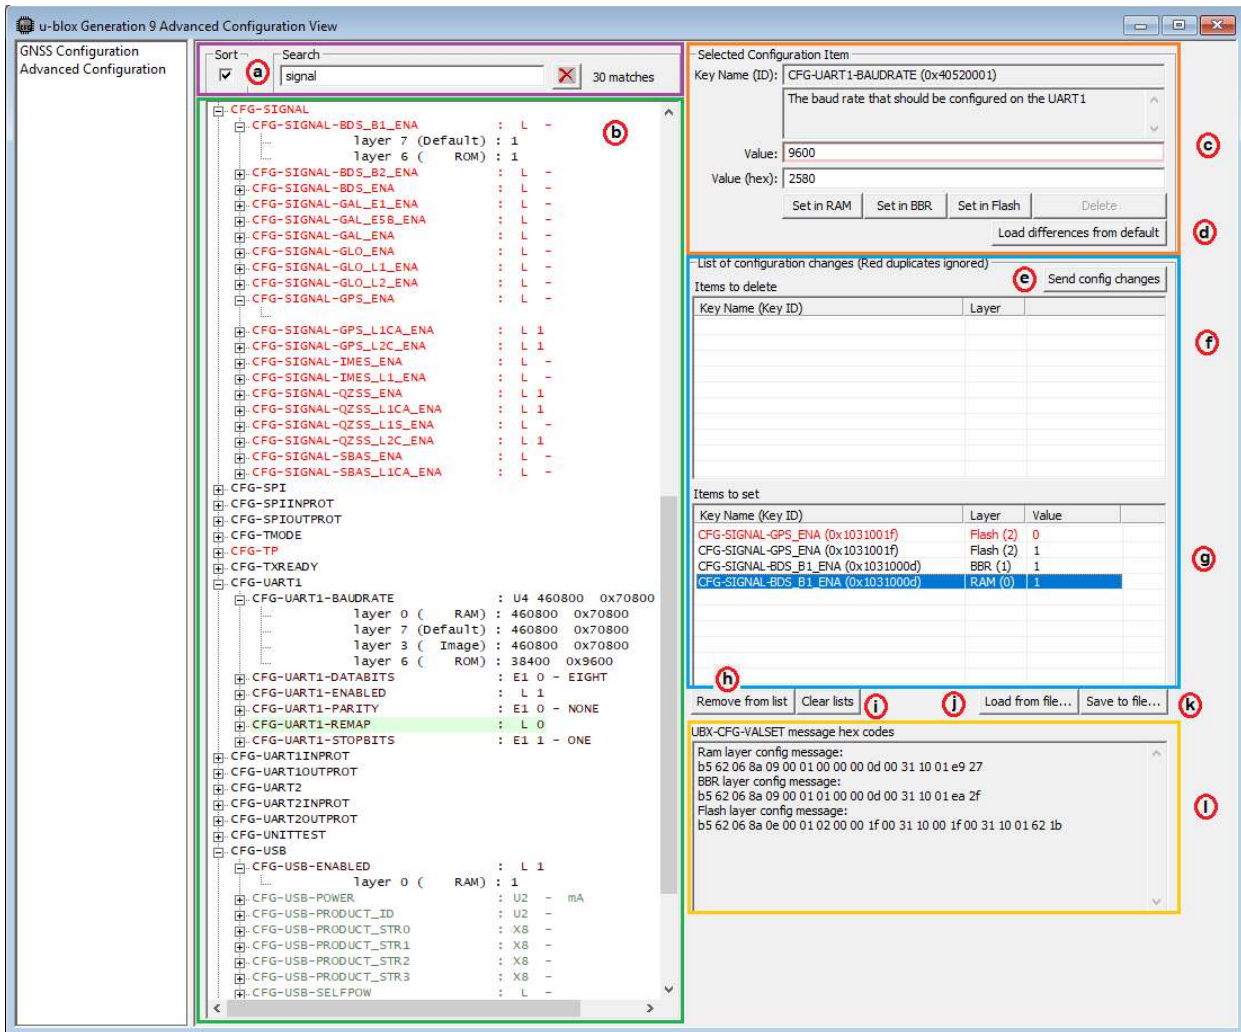 u-blox Generation 9 Advanced Configuration View
GNSS Configuration
Advanced Configuration
Sort
Search
a
signal
30 matches
b
CFG-SIGNAL
CFG-SIGNAL-BDS_B1_ENA : L -
layer 7 (Default) : 1
layer 6 ( ROM) : 1
CFG-SIGNAL-BDS_B2_ENA : L -
CFG-SIGNAL-BDS_ENA : L -
CFG-SIGNAL-GAL_E1_ENA : L -
CFG-SIGNAL-GAL_E5B_ENA : L -
CFG-SIGNAL-GAL_ENA : L -
CFG-SIGNAL-GLO_ENA : L -
CFG-SIGNAL-GLO_L1_ENA : L -
CFG-SIGNAL-GLO_L2_ENA : L -
CFG-SIGNAL-GPS_ENA : L -
CFG-SIGNAL-GPS_L1CA_ENA : L 1
CFG-SIGNAL-GPS_L2C_ENA : L 1
CFG-SIGNAL-IMES_ENA : L -
CFG-SIGNAL-IMES_L1_ENA : L -
CFG-SIGNAL-QZSS_ENA : L 1
CFG-SIGNAL-QZSS_L1CA_ENA : L 1
CFG-SIGNAL-QZSS_L1S_ENA : L -
CFG-SIGNAL-QZSS_L2C_ENA : L 1
CFG-SIGNAL-SBAS_ENA : L -
CFG-SIGNAL-SBAS_L1CA_ENA : L -
CFG-SPI
CFG-SPIINPROT
CFG-SPIOUTPROT
CFG-TMODE
CFG-TP
CFG-TXREADY
CFG-UART1
CFG-UART1-BAUDRATE : U4 460800 0x70800
layer 0 ( RAM) : 460800 0x70800
layer 7 (Default) : 460800 0x70800
layer 3 ( Image) : 460800 0x70800
layer 6 ( ROM) : 38400 0x9600
CFG-UART1-DATABITS : E1 0 - EIGHT
CFG-UART1-ENABLED : L 1
CFG-UART1-PARITY : E1 0 - NONE
CFG-UART1-REMAP : L 0
CFG-UART1-STOPBITS : E1 1 - ONE
CFG-UART1INPROT
CFG-UART1OUTPROT
CFG-UART2
CFG-UART2INPROT
CFG-UART2OUTPROT
CFG-UNITTEST
CFG-USB
CFG-USB-ENABLED : L 1
layer 0 ( RAM) : 1
CFG-USB-POWER : U2 - mA
CFG-USB-PRODUCT_ID : U2 -
CFG-USB-PRODUCT_STR0 : X8 -
CFG-USB-PRODUCT_STR1 : X8 -
CFG-USB-PRODUCT_STR2 : X8 -
CFG-USB-PRODUCT_STR3 : X8 -
CFG-USB-SELFPOW : L -
Selected Configuration Item
Key Name (ID): CFG-UART1-BAUDRATE (0x40520001)
The baud rate that should be configured on the UART1
c
Value: 9600
Value (hex): 2580
Set in RAM Set in BBR Set in Flash Delete
Load differences from default
d
List of configuration changes (Red duplicates ignored)
e
Send config changes
Items to delete
Key Name (Key ID) Layer
f
Items to set
Key Name (Key ID) Layer Value
CFG-SIGNAL-GPS_ENA (0x1031001f) Flash (2) 0
CFG-SIGNAL-GPS_ENA (0x1031001f) Flash (2) 1
CFG-SIGNAL-BDS_B1_ENA (0x1031000d) BBR (1) 1
CFG-SIGNAL-BDS_B1_ENA (0x1031000d) RAM (0) 1
g
h
Remove from list Clear lists
i
j
Load from file... Save to file...
k
UBX-CFG-VALSET message hex codes
Ram layer config message:
b5 62 06 8a 09 00 01 00 00 00 0d 00 31 10 01 e9 27
BBR layer config message:
b5 62 06 8a 09 00 01 01 00 00 0d 00 31 10 01 ea 2f
Flash layer config message:
b5 62 06 8a 0e 00 01 02 00 00 1f 00 31 10 00 1f 00 31 10 01 62 1b
l